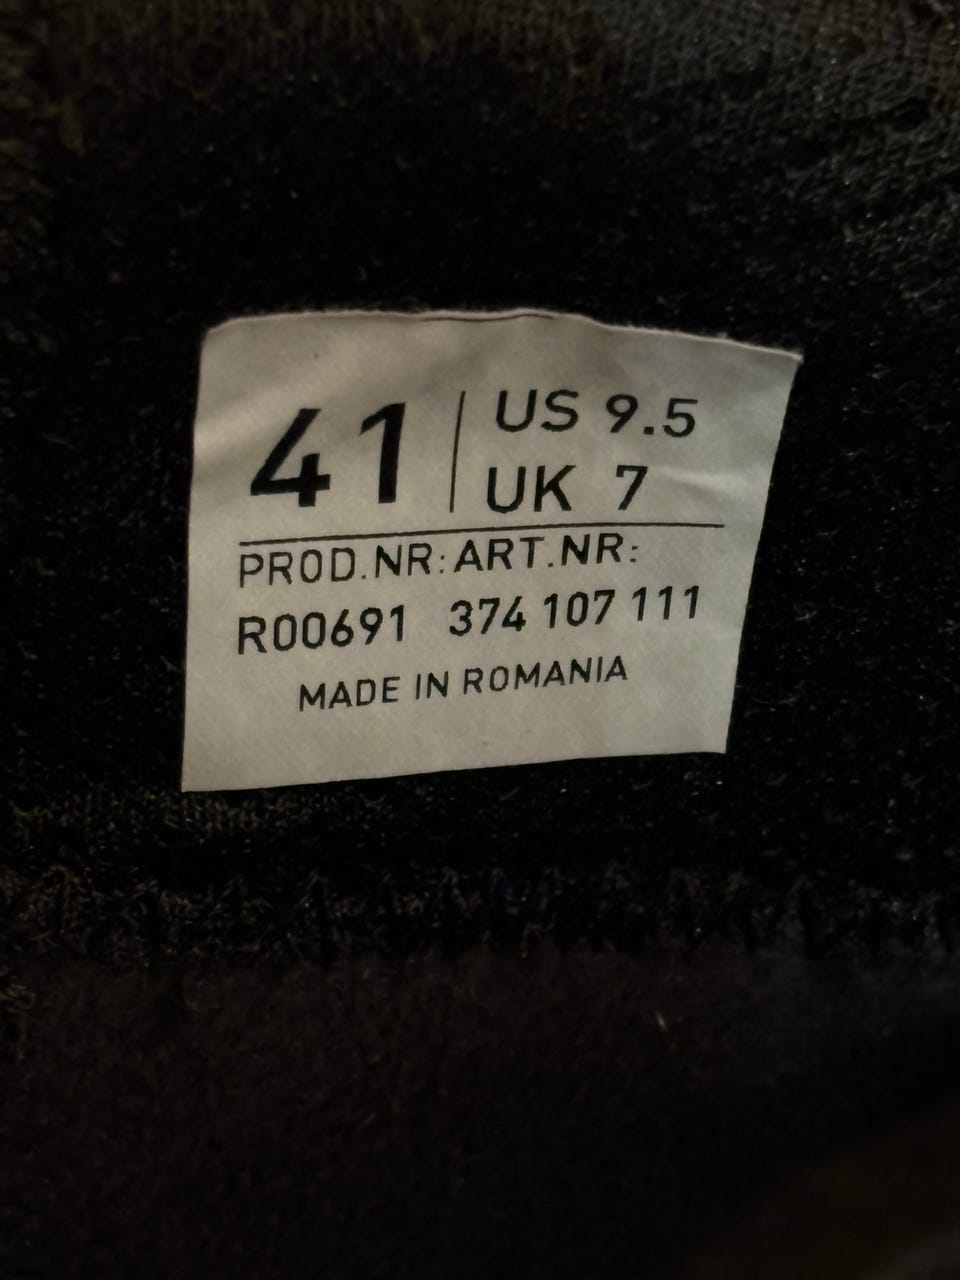 41 US 9.5
UK 7
PROD.NR: ART.NR:
R00691 374 107 111
MADE IN ROMANIA